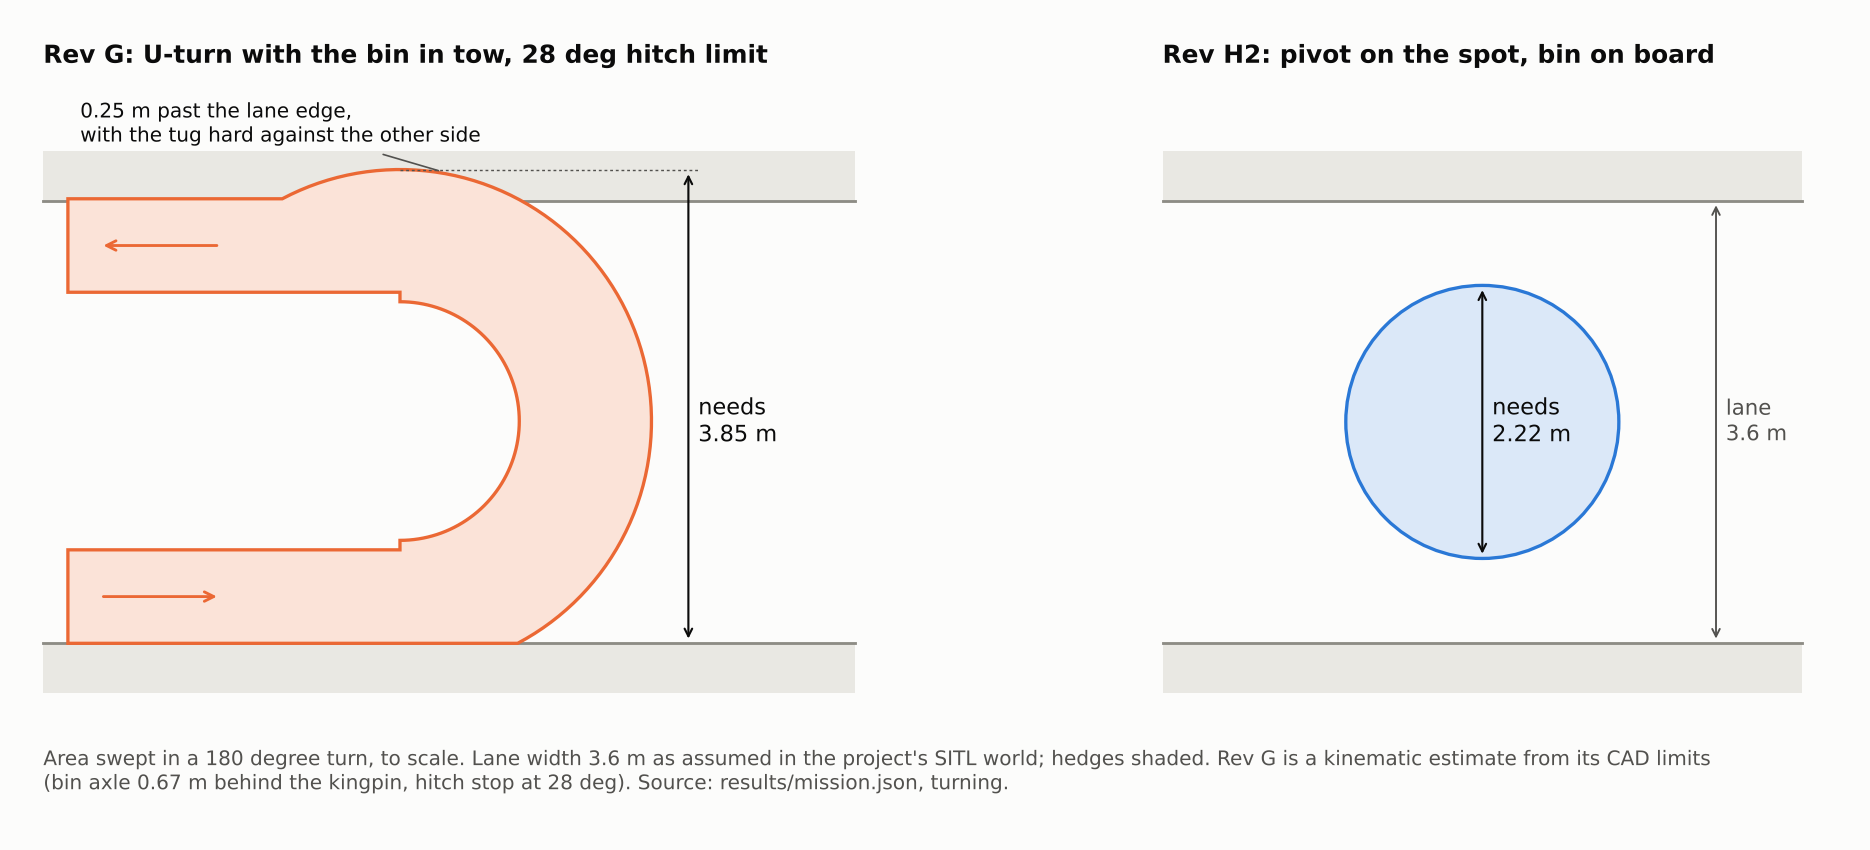 Rev G: U-turn with the bin in tow, 28 deg hitch limit
0.25 m past the lane edge,
with the tug hard against the other side
needs
3.85 m
Rev H2: pivot on the spot, bin on board
needs
2.22 m
lane
3.6 m
Area swept in a 180 degree turn, to scale. Lane width 3.6 m as assumed in the project's SITL world; hedges shaded. Rev G is a kinematic estimate from its CAD limits
(bin axle 0.67 m behind the kingpin, hitch stop at 28 deg). Source: results/mission.json, turning.